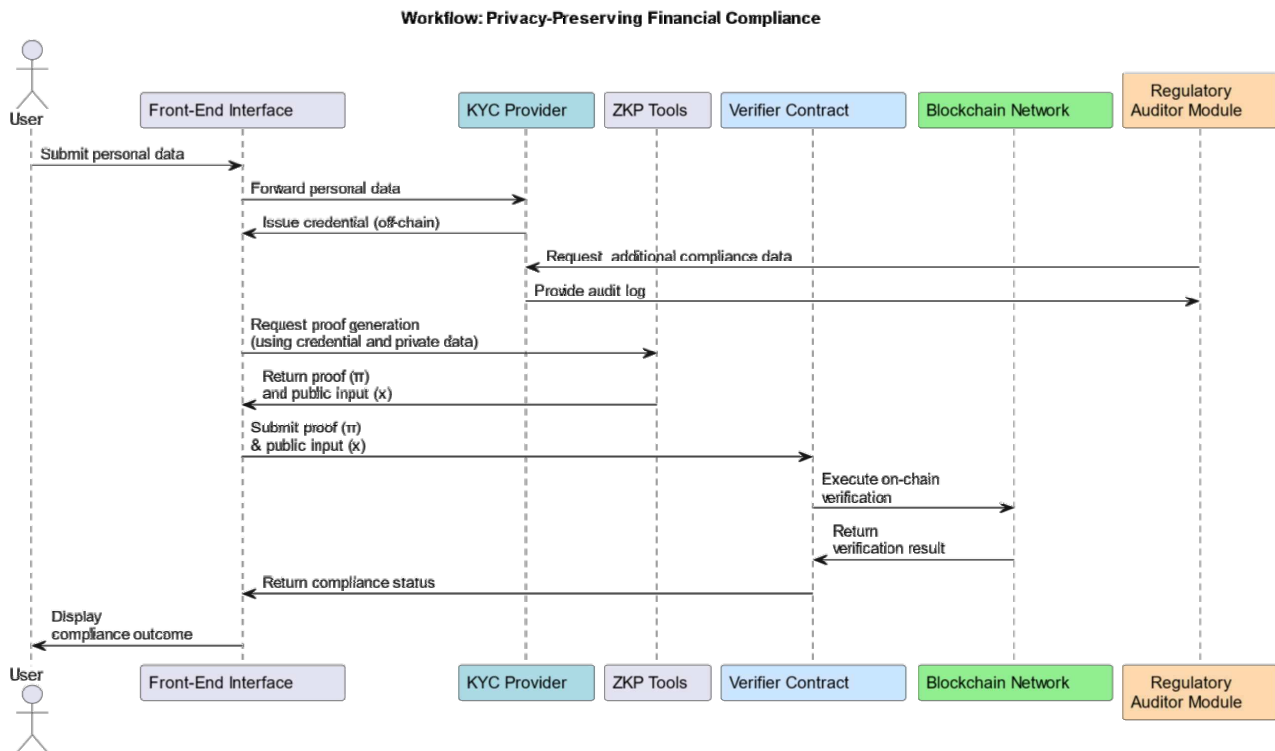 Workflow: Privacy-Preserving Financial Compliance
User
Front-End Interface
KYC Provider
ZKP Tools
Verifier Contract
Blockchain Network
Regulatory
Auditor Module
Submit personal data
Forward personal data
Issue credential (off-chain)
Request additional compliance data
Provide audit log
Request proof generation
(using credential and private data)
Return proof (π)
and public input (x)
Submit proof (π)
& public input (x)
Execute on-chain
verification
Return
verification result
Return compliance status
Display
compliance outcome
User
Front-End Interface
KYC Provider
ZKP Tools
Verifier Contract
Blockchain Network
Regulatory
Auditor Module